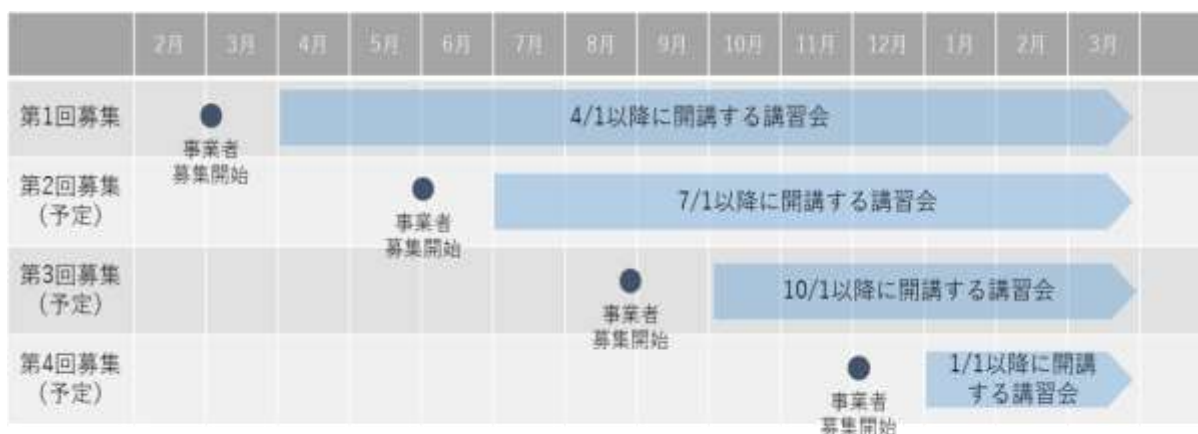 2月 3月 4月 5月 6月 7月 8月 9月 10月 11月 12月 1月 2月 3月
第1回募集
事業者
募集開始
4/1以降に開講する講習会
第2回募集
(予定)
事業者
募集開始
7/1以降に開講する講習会
第3回募集
(予定)
事業者
募集開始
10/1以降に開講する講習会
第4回募集
(予定)
事業者
募集開始
1/1以降に開講
する講習会